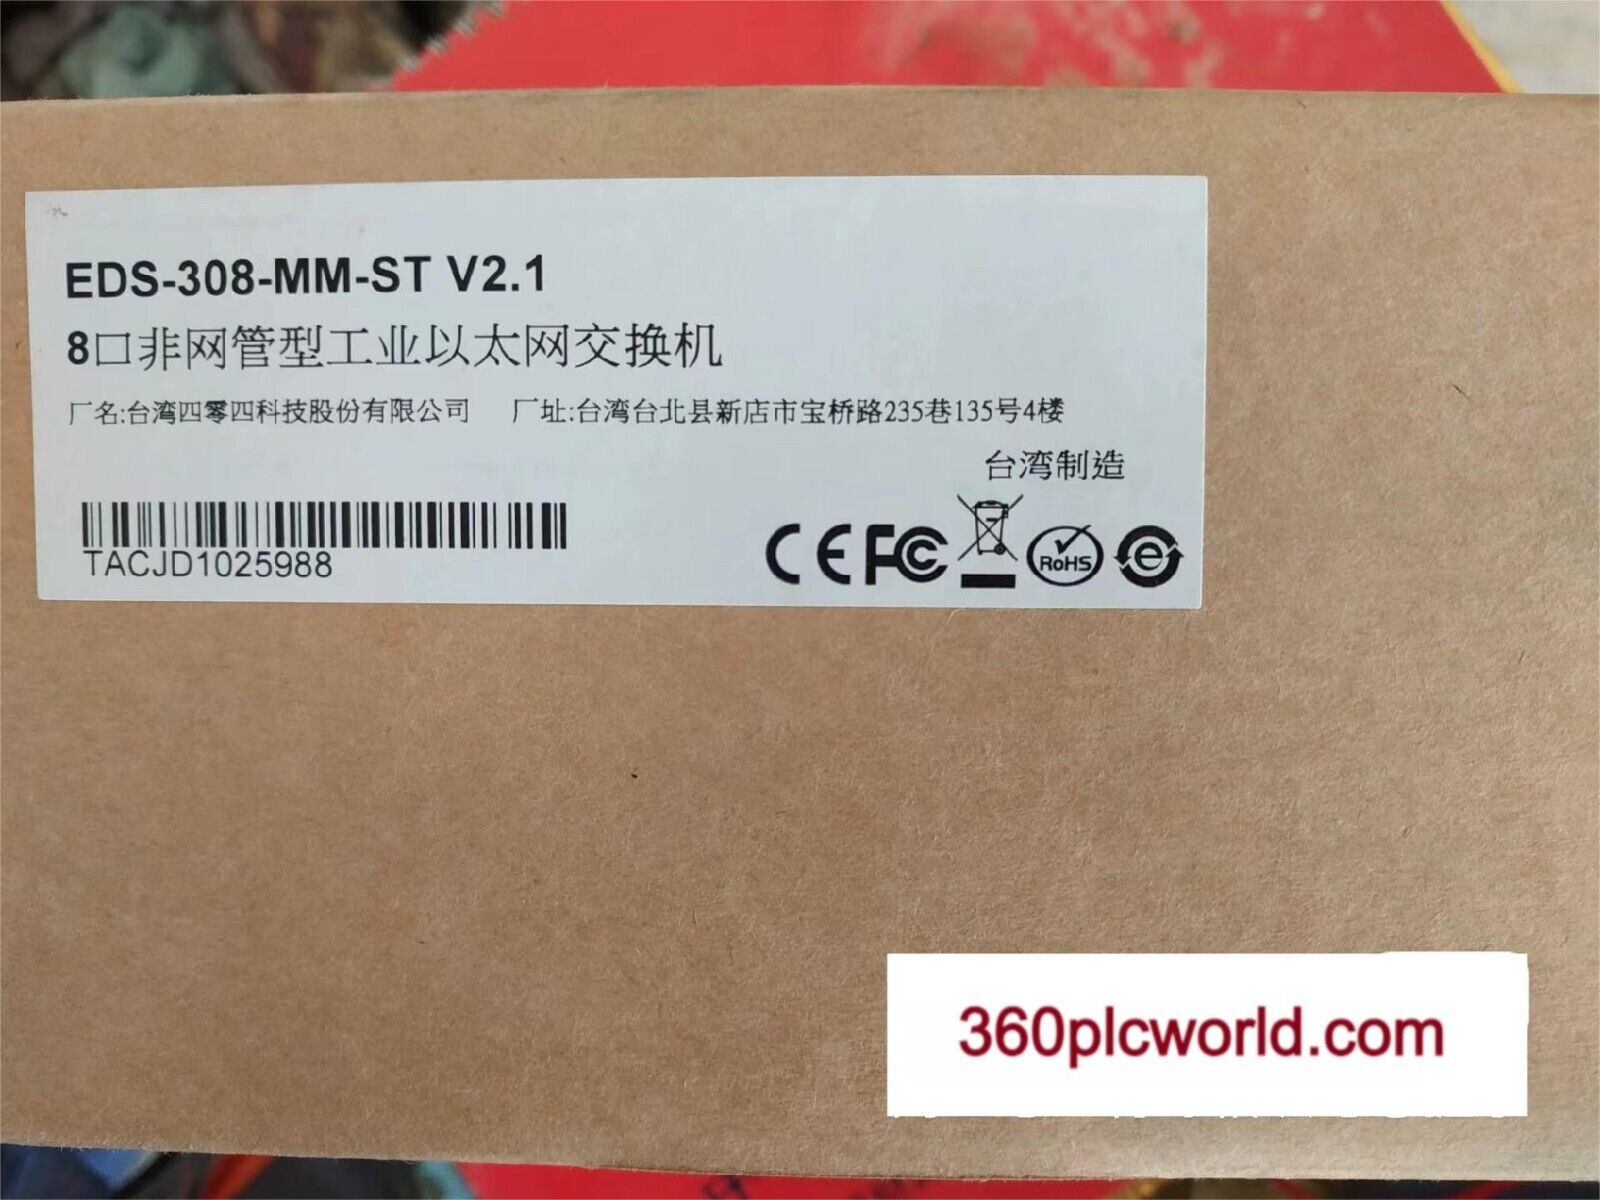 EDS-308-MM-ST V2.1
8口非网管型工业以太网交换机
厂名:台湾四零四科技股份有限公司 厂址:台湾台北县新店市宝桥路235巷135号4楼
台湾制造
TACJD1025988
CE FC RoHS e
360plcworld.com